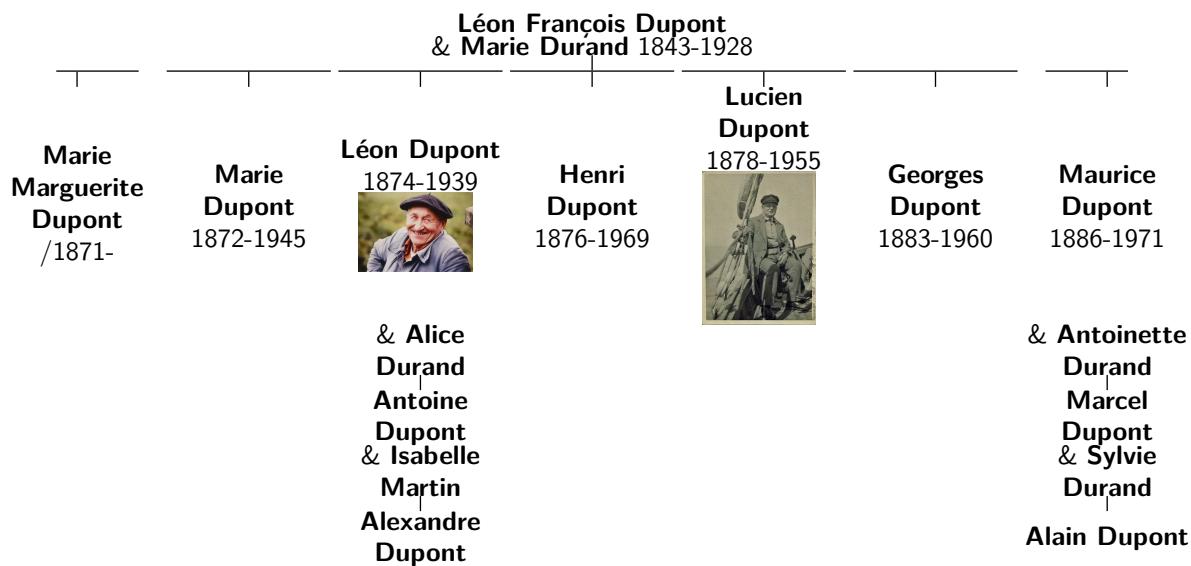 Léon François Dupont
& Marie Durand 1843-1928
Marie
Marguerite
Dupont
/1871-
Marie
Dupont
1872-1945
Léon Dupont
1874-1939
Henri
Dupont
1876-1969
Lucien
Dupont
1878-1955
Georges
Dupont
1883-1960
Maurice
Dupont
1886-1971
& Alice
Durand
Antoine
Dupont
& Isabelle
Martin
Alexandre
Dupont
& Antoinette
Durand
Marcel
Dupont
& Sylvie
Durand
Alain Dupont